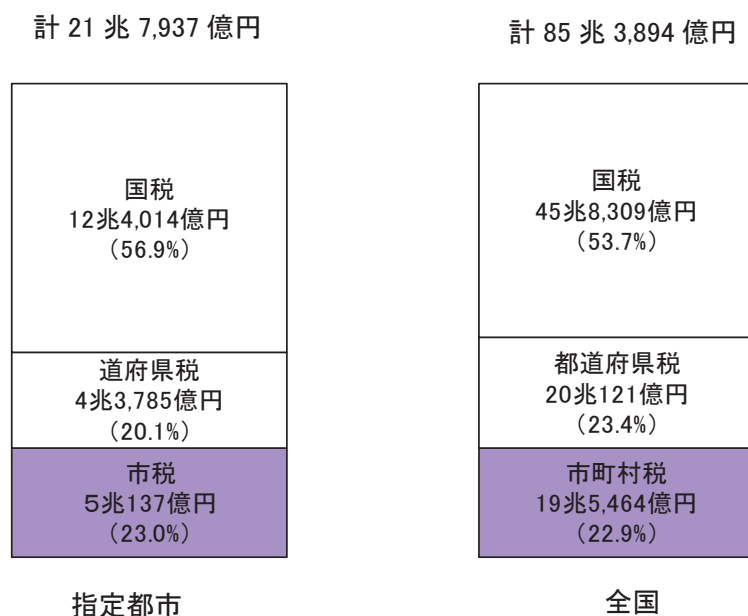 計 21 兆 7,937 億円
国税
12兆4,014億円
（56.9%）
道府県税
4兆3,785億円
（20.1%）
市税
5兆137億円
（23.0%）
指定都市
計 85 兆 3,894 億円
国税
45兆8,309億円
（53.7%）
都道府県税
20兆121億円
（23.4%）
市町村税
19兆5,464億円
（22.9%）
全国